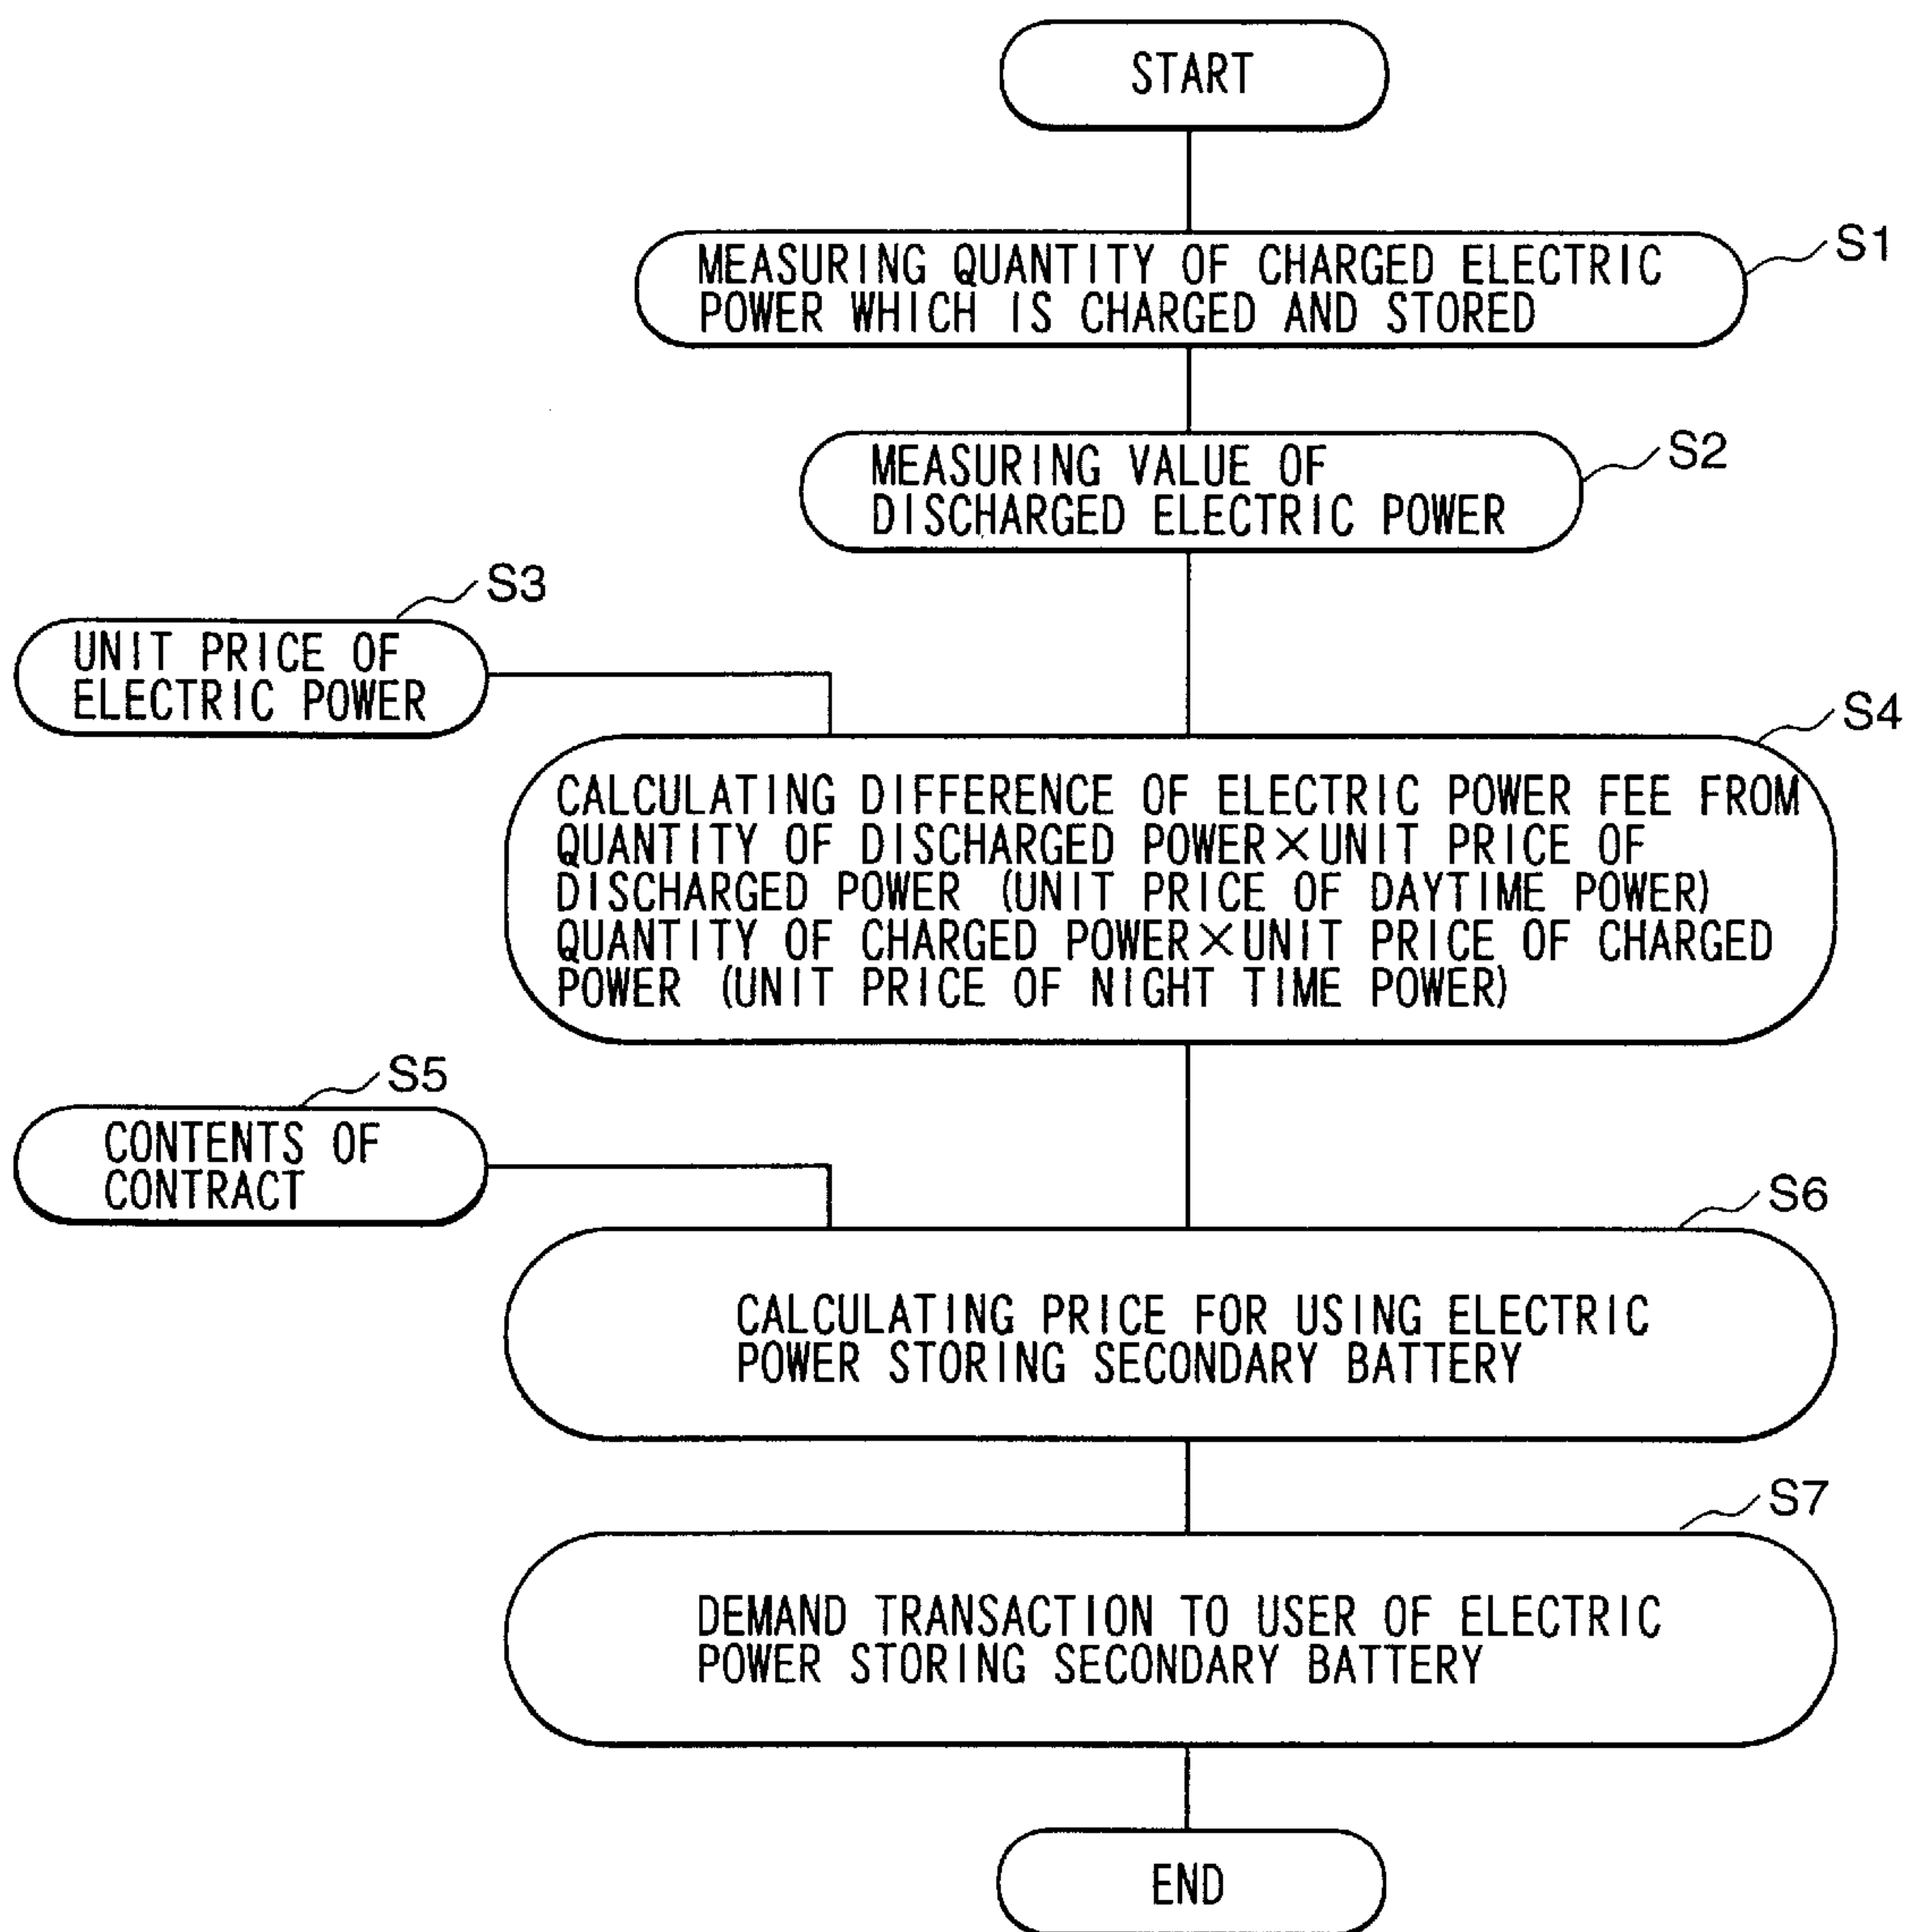 START
S1
MEASURING QUANTITY OF CHARGED ELECTRIC
POWER WHICH IS CHARGED AND STORED
S2
MEASURING VALUE OF
DISCHARGED ELECTRIC POWER
S3
UNIT PRICE OF
ELECTRIC POWER
S4
CALCULATING DIFFERENCE OF ELECTRIC POWER FEE FROM
QUANTITY OF DISCHARGED POWER×UNIT PRICE OF
DISCHARGED POWER (UNIT PRICE OF DAYTIME POWER)
QUANTITY OF CHARGED POWER×UNIT PRICE OF CHARGED
POWER (UNIT PRICE OF NIGHT TIME POWER)
S5
CONTENTS OF
CONTRACT
S6
CALCULATING PRICE FOR USING ELECTRIC
POWER STORING SECONDARY BATTERY
S7
DEMAND TRANSACTION TO USER OF ELECTRIC
POWER STORING SECONDARY BATTERY
END